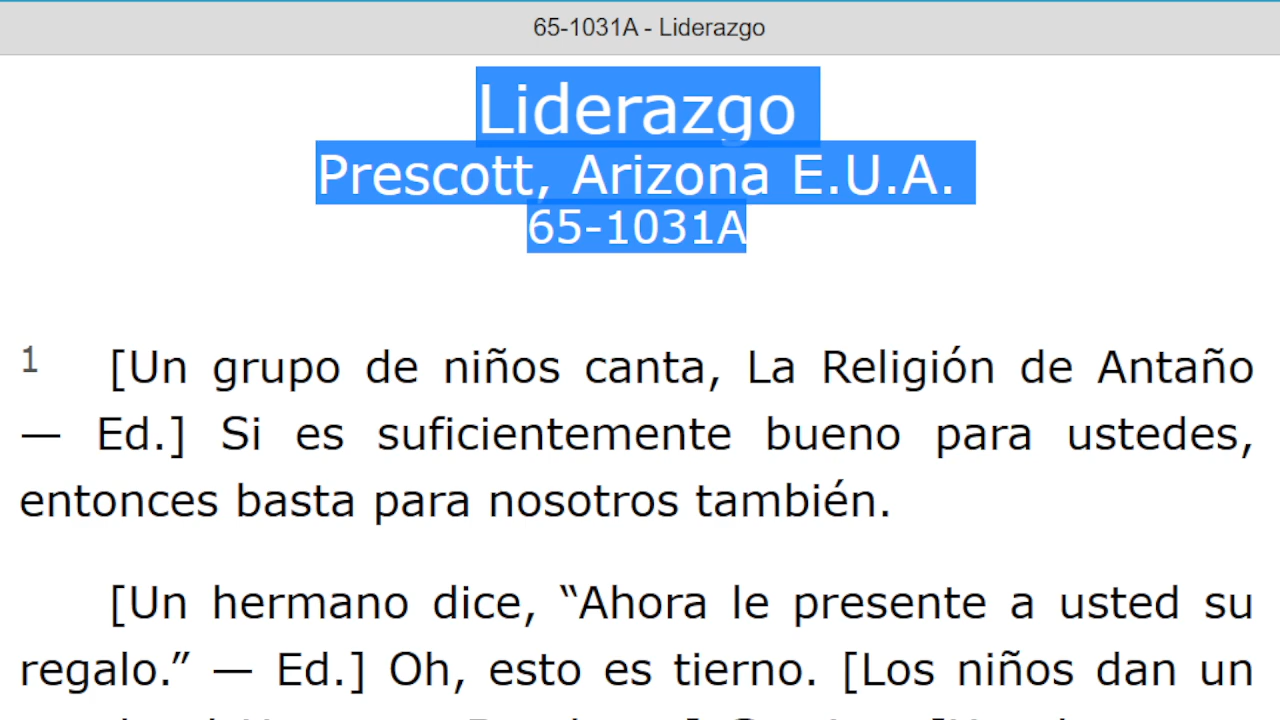 65-1031A - Liderazgo
Liderazgo
Prescott, Arizona E.U.A.
65-1031A
1 [Un grupo de niños canta, La Religión de Antaño
— Ed.] Si es suficientemente bueno para ustedes,
entonces basta para nosotros también.
[Un hermano dice, “Ahora le presente a usted su
regalo.” — Ed.] Oh, esto es tierno. [Los niños dan un